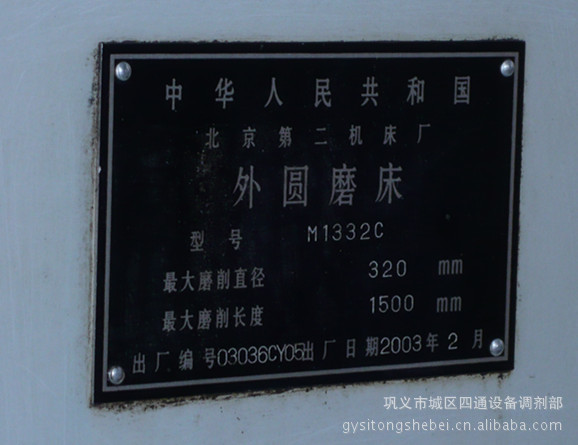 中华人民共和国
北京第二机床厂
外圆磨床
型号 M1332C
最大磨削直径 320 mm
最大磨削长度 1500 mm
出厂编号03036CY05出厂日期2003年2月
巩义市城区四通设备调剂部
gysitongshebei.cn.alibaba.com